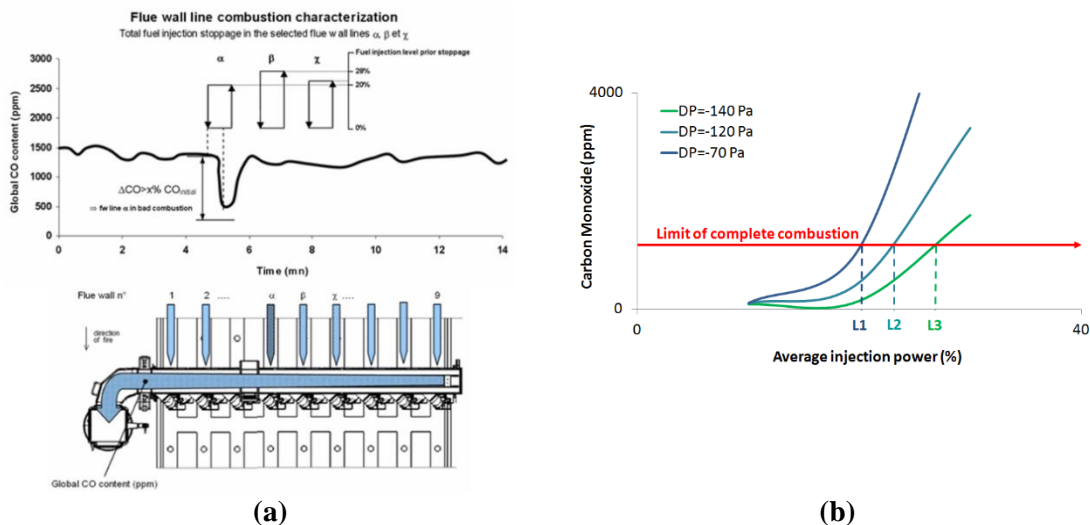 Flue wall line combustion characterization
Total fuel injection stoppage in the selected flue wall lines α, β et χ
Fuel injection level prior stoppage
α β χ
28%
20%
0%
3000
2500
2000
1500
1000
500
0
Global CO content (ppm)
ΔCO>x% COinitial
⇒ fw line α in bad combustion
0 2 4 6 8 10 12 14
Time (mn)
Flue wall n° 1 2 .... α β χ .... 9
direction
of fire
Global CO content (ppm)
(a)
4000
DP=-140 Pa
DP=-120 Pa
DP=-70 Pa
Carbon Monoxide (ppm)
Limit of complete combustion
0
0 L1 L2 L3 40
Average injection power (%)
(b)